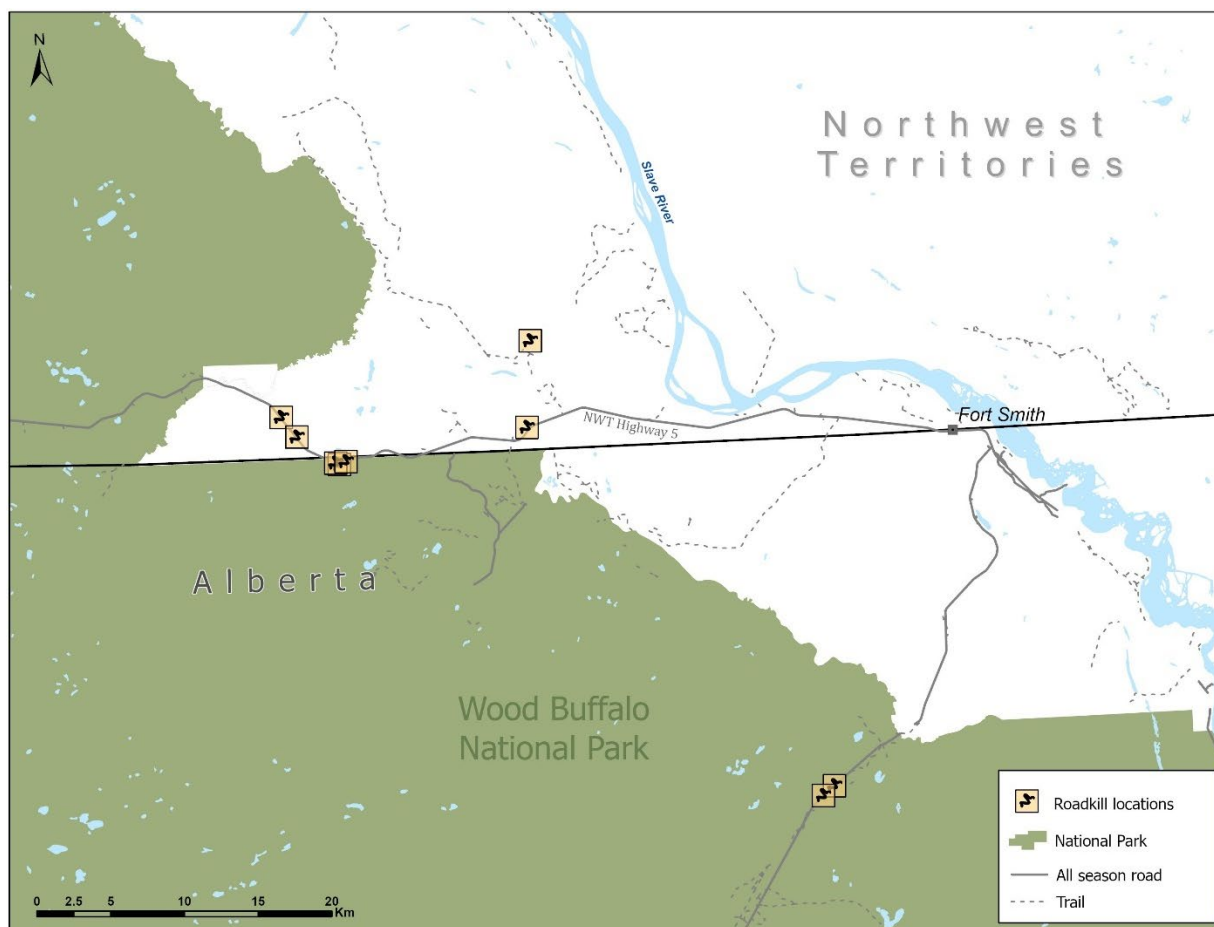 N
Northwest
Territories
Slave River
Fort Smith
NWT Highway 5
Alberta
Wood Buffalo
National Park
Roadkill locations
National Park
All season road
Trail
0 2.5 5 10 15 20
Km